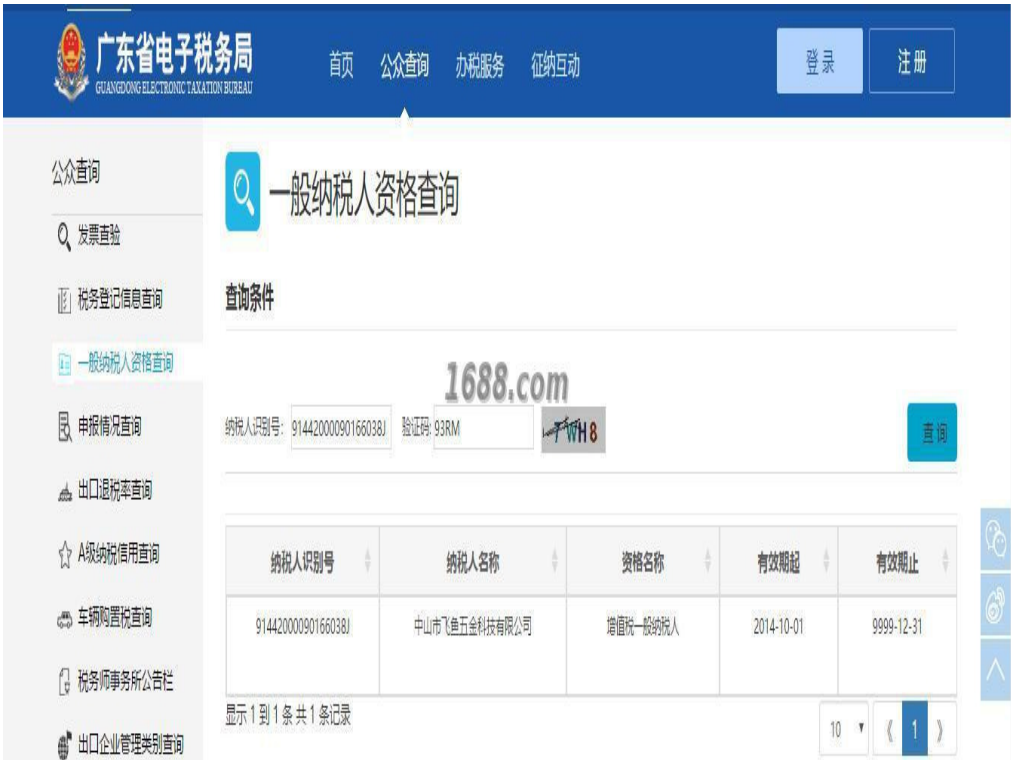 广东省电子税务局
GUANGDONG ELECTRONIC TAXATION BUREAU
首页 公众查询 办税服务 征纳互动 登录 注册
公众查询
发票查验
税务登记信息查询
一般纳税人资格查询
申报情况查询
出口退税率查询
A级纳税信用查询
车辆购置税查询
税务师事务所公告栏
出口企业管理类别查询
一般纳税人资格查询
查询条件
1688.com
纳税人识别号: 91442000090166038J 验证码: 93RM 7WH8 查询
纳税人识别号 纳税人名称 资格名称 有效期起 有效期止
91442000090166038J 中山市飞鱼五金科技有限公司 增值税一般纳税人 2014-10-01 9999-12-31
显示 1 到 1 条 共 1 条记录
10 《 1 》